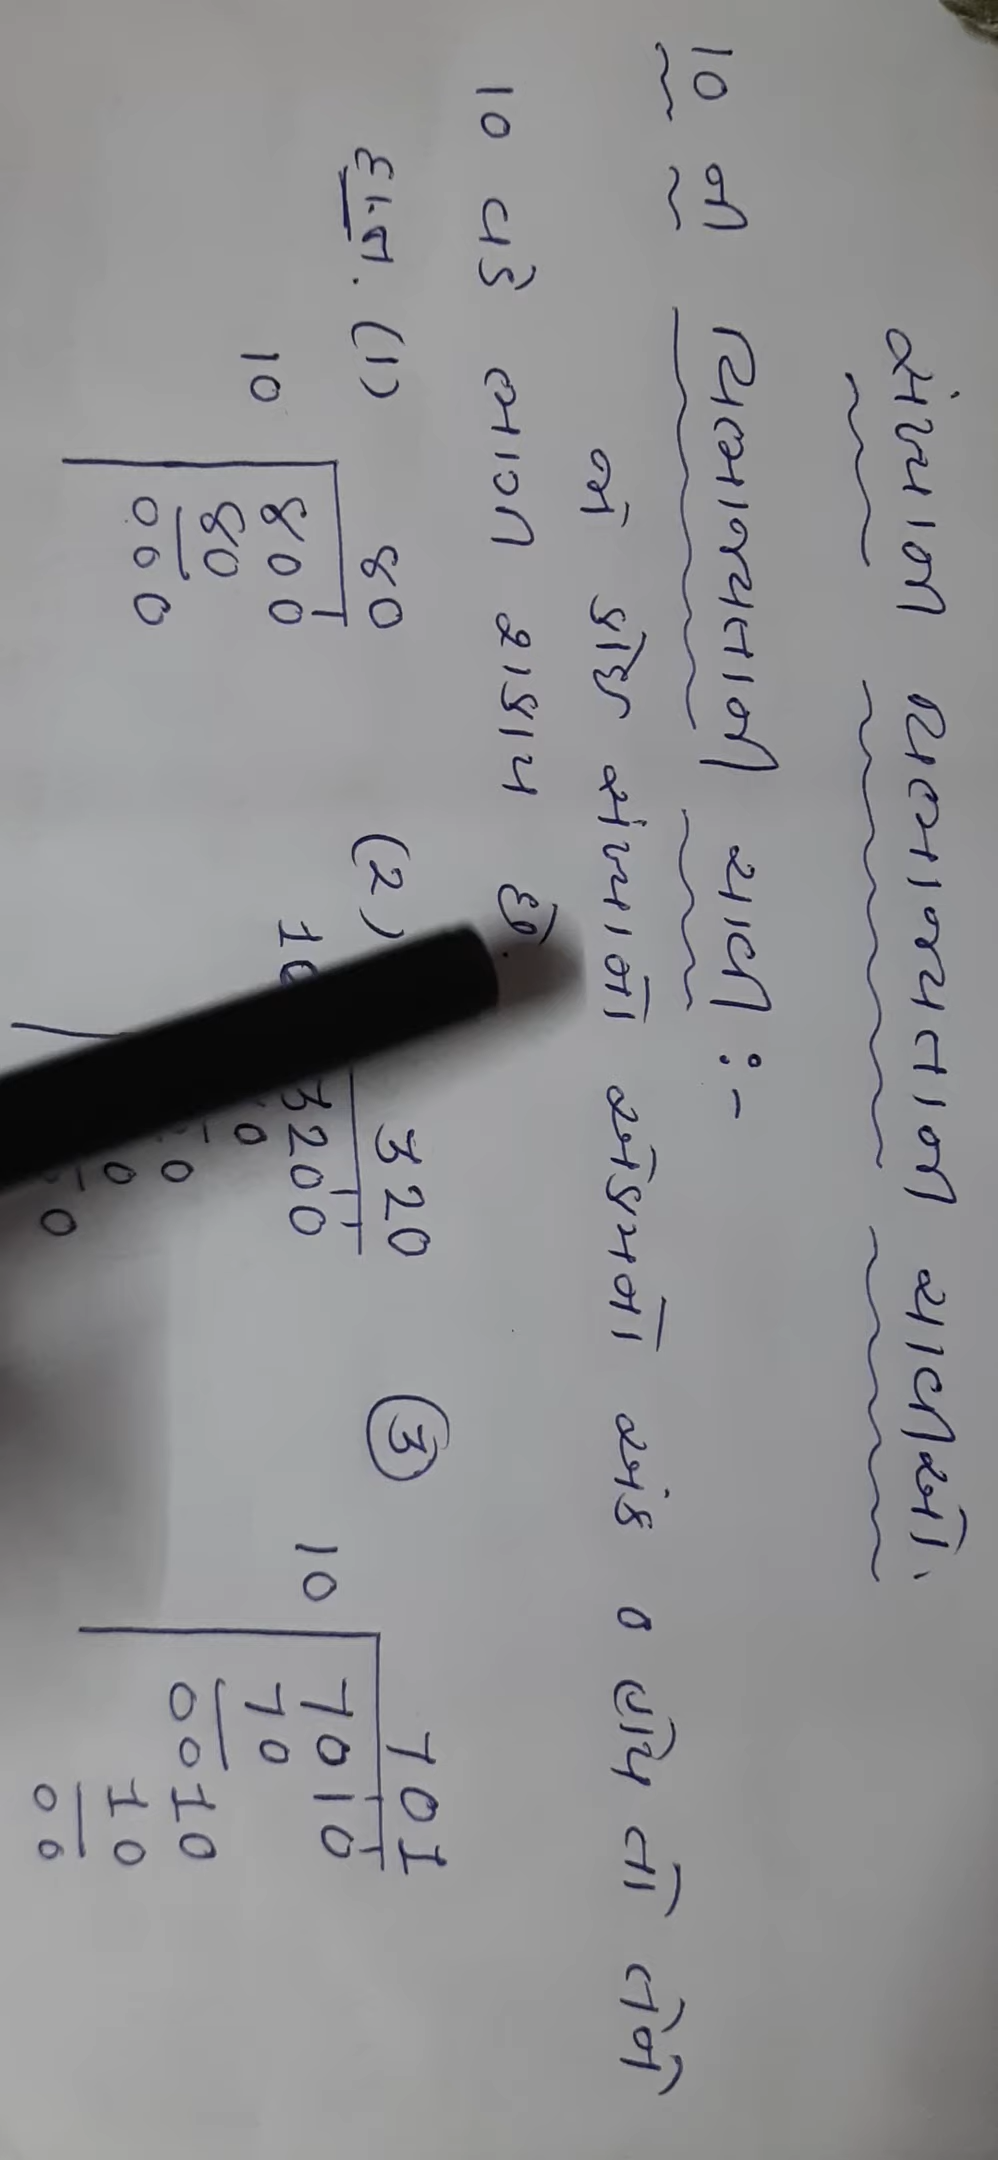 સંખ્યાની વિભાજ્યતાની ચાવીઓ.
10 ની વિભાજ્યતાની ચાવી :-
જો કોઇ સંખ્યાનો એકમનો અંક 0 હોય તો તેને
10 વડે ભાગી શકાય છે.
દા.ત. (1) (2) ③
80 320 701
10 800 10 3200 10 7010
80 70
000 0010
10
00